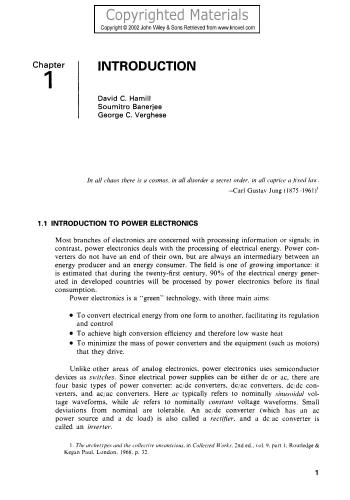 Copyrighted Materials
Copyright © 2002 John Wiley & Sons Retrieved from www.knovel.com
Chapter
1
INTRODUCTION
David C. Hamill
Soumitro Banerjee
George C. Verghese
In all chaos there is a cosmos, in all disorder a secret order, in all caprice a fixed law.
–Carl Gustav Jung (1875–1961)¹
1.1 INTRODUCTION TO POWER ELECTRONICS
Most branches of electronics are concerned with processing information or signals; in
contrast, power electronics deals with the processing of electrical energy. Power con-
verters do not have an end of their own, but are always an intermediary between an
energy producer and an energy consumer. The field is one of growing importance: it
is estimated that during the twenty-first century, 90% of the electrical energy gener-
ated in developed countries will be processed by power electronics before its final
consumption.
Power electronics is a "green" technology, with three main aims:
• To convert electrical energy from one form to another, facilitating its regulation
and control
• To achieve high conversion efficiency and therefore low waste heat
• To minimize the mass of power converters and the equipment (such as motors)
that they drive.
Unlike other areas of analog electronics, power electronics uses semiconductor
devices as switches. Since electrical power supplies can be either dc or ac, there are
four basic types of power converter: ac/dc converters, dc/ac converters, dc/dc con-
verters, and ac/ac converters. Here ac typically refers to nominally sinusoidal vol-
tage waveforms, while dc refers to nominally constant voltage waveforms. Small
deviations from nominal are tolerable. An ac/dc converter (which has an ac
power source and a dc load) is also called a rectifier, and a dc/ac converter is
called an inverter.
1. The archetypes and the collective unconscious, in Collected Works, 2nd ed., vol. 9, part 1, Routledge &
Kegan Paul, London, 1968, p. 32.
1